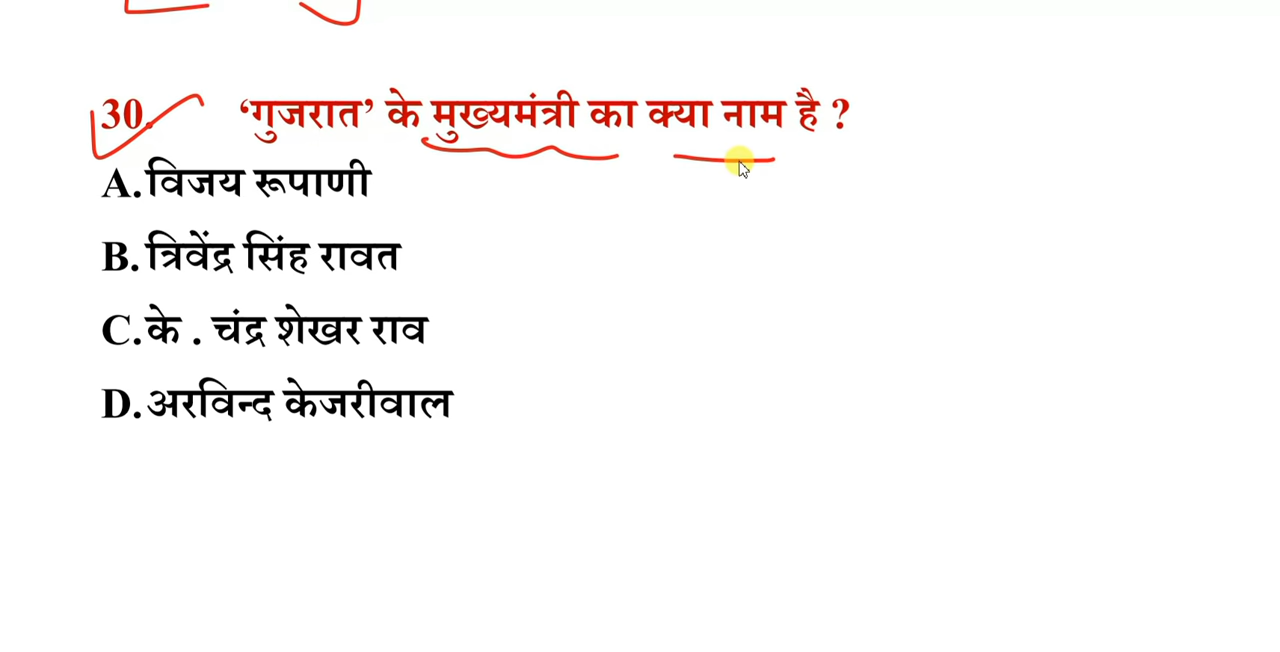 30. ‘गुजरात’ के मुख्यमंत्री का क्या नाम है ?
A. विजय रूपाणी
B. त्रिवेंद्र सिंह रावत
C. के . चंद्र शेखर राव
D. अरविन्द केजरीवाल